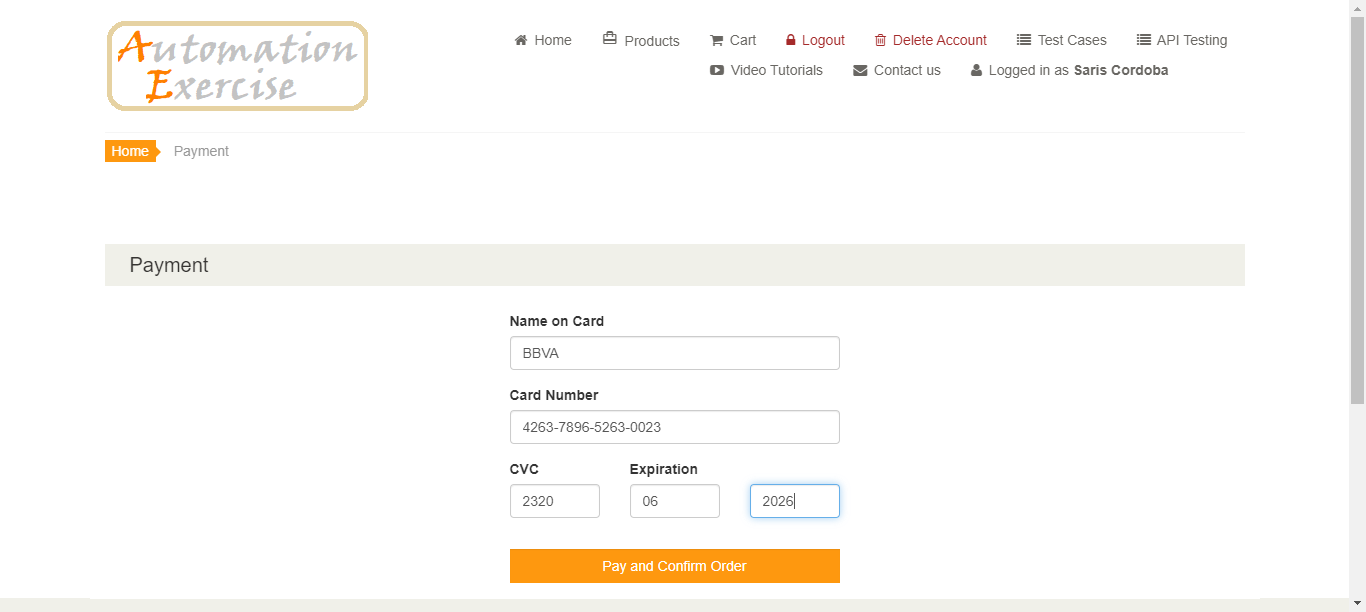 Automation
Exercise
Home Products Cart Logout Delete Account Test Cases API Testing
Video Tutorials Contact us Logged in as Saris Cordoba
Home Payment
Payment
Name on Card
BBVA
Card Number
4263-7896-5263-0023
CVC Expiration
2320 06 2026
Pay and Confirm Order